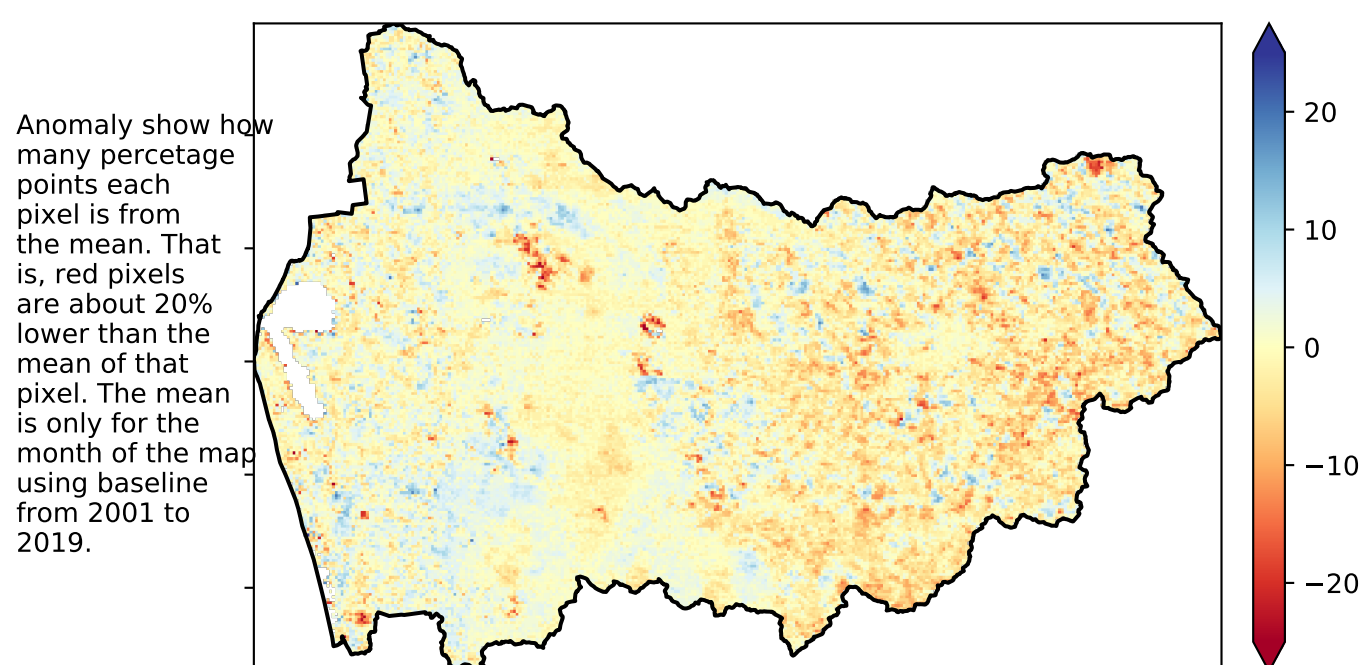 Anomaly show how
many percetage
points each
pixel is from
the mean. That
is, red pixels
are about 20%
lower than the
mean of that
pixel. The mean
is only for the
month of the map
using baseline
from 2001 to
2019.
20
10
0
−10
−20